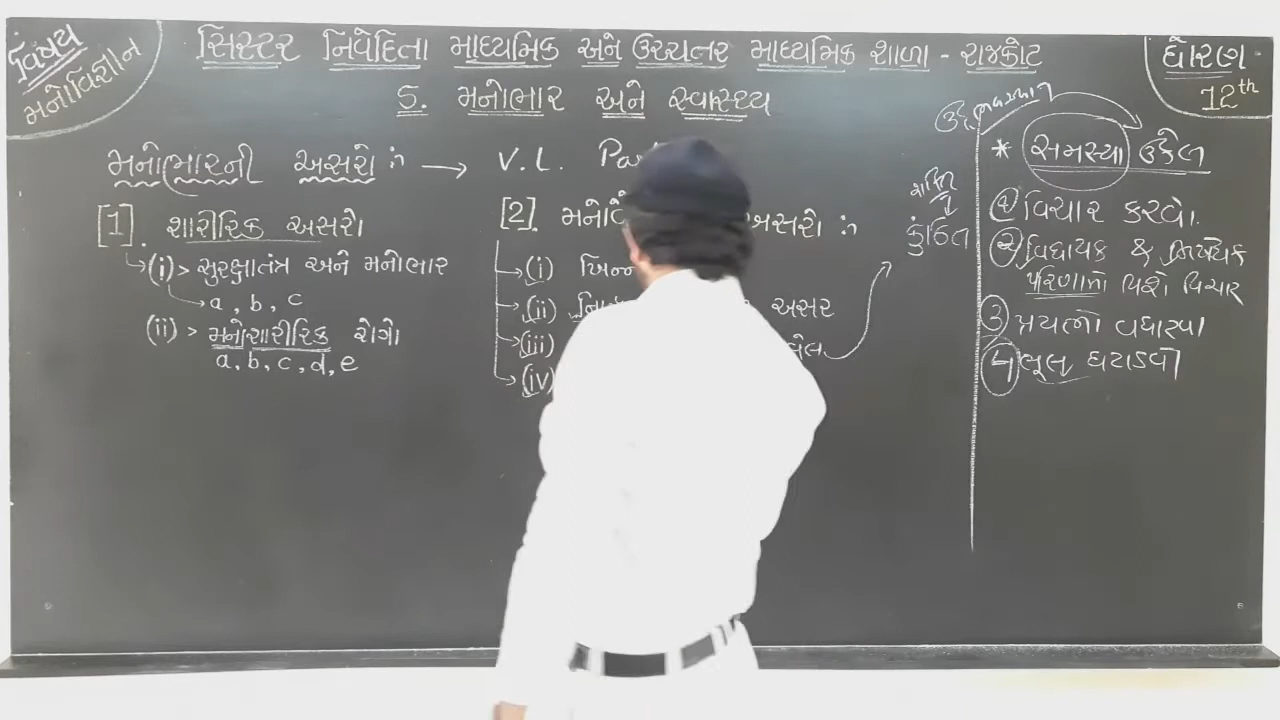 વિષય
મનોવિજ્ઞાન
સિસ્ટર નિવેદિતા માધ્યમિક અને ઉચ્ચતર માધ્યમિક શાળા - રાજકોટ
ધોરણ
12th
5. મનોભાર અને સ્વાસ્થ્ય
મનોભારની અસરો :- → V.L.
[1]. શારીરિક અસરો
(i) > સુરક્ષાતંત્ર અને મનોભાર
a, b, c
(ii) > મનોશારીરિક રોગો
a, b, c, d, e
[2]. અસરો :-
(i)
(ii) અસર
(iii)
(iv)
* સમસ્યા ઉકેલ
① વિચાર કરવો.
② વિધાયક & નિષેધક
પરિણામો વિશે વિચાર
③ પ્રયત્નો વધારવા
④ ભૂલ ઘટાડવી